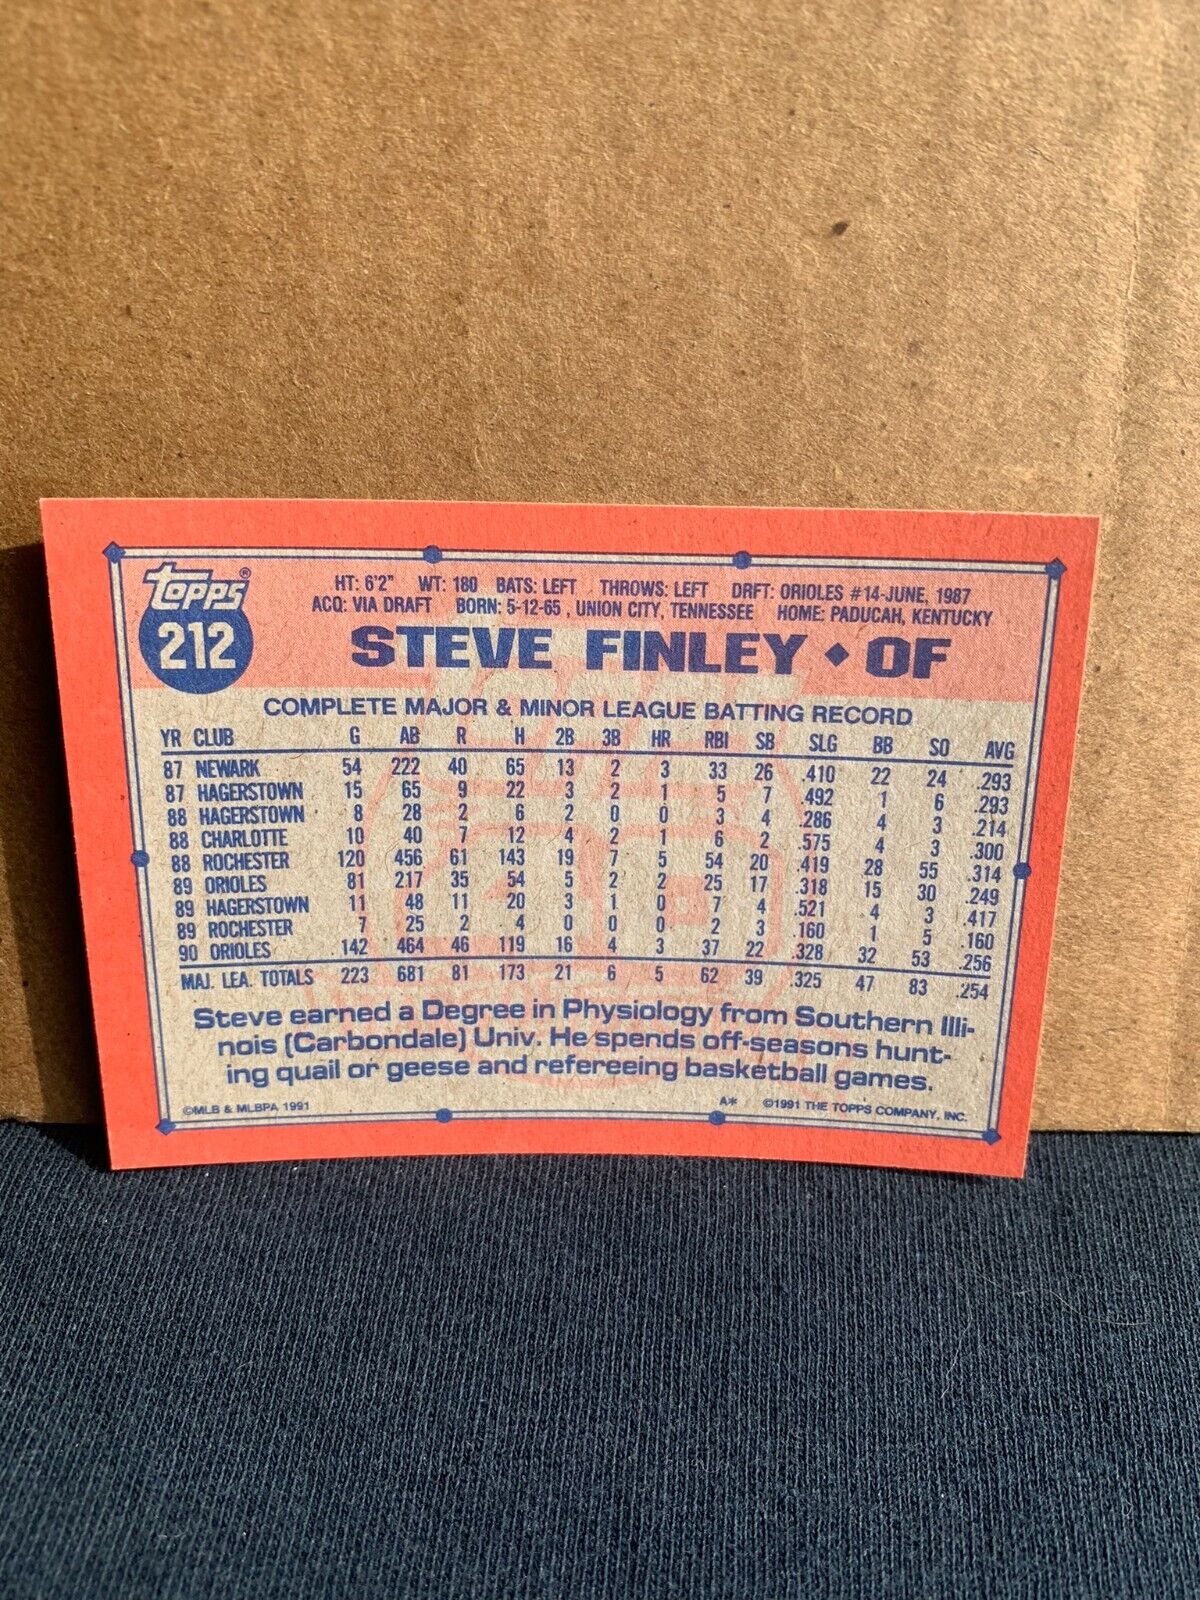 topps®
212
HT: 6'2" WT: 180 BATS: LEFT THROWS: LEFT DRFT: ORIOLES #14-JUNE, 1987
ACQ: VIA DRAFT BORN: 5-12-65 , UNION CITY, TENNESSEE HOME: PADUCAH, KENTUCKY
STEVE FINLEY ◆ OF
COMPLETE MAJOR & MINOR LEAGUE BATTING RECORD
YR CLUB G AB R H 2B 3B HR RBI SB SLG BB SO AVG
87 NEWARK 54 222 40 65 13 2 3 33 26 .410 22 24 .293
87 HAGERSTOWN 15 65 9 22 3 2 1 5 7 .492 1 6 .293
88 HAGERSTOWN 8 28 2 6 2 0 0 3 4 .286 4 3 .214
88 CHARLOTTE 10 40 7 12 4 2 1 6 2 .575 4 3 .300
88 ROCHESTER 120 456 61 143 19 7 5 54 20 .419 28 55 .314
89 ORIOLES 81 217 35 54 5 2 2 25 17 .318 15 30 .249
89 HAGERSTOWN 11 48 11 20 3 1 0 7 4 .521 4 3 .417
89 ROCHESTER 7 25 2 4 0 0 0 2 3 .160 1 5 .160
90 ORIOLES 142 464 46 119 16 4 3 37 22 .328 32 53 .256
MAJ. LEA. TOTALS 223 681 81 173 21 6 5 62 39 .325 47 83 .254
Steve earned a Degree in Physiology from Southern Illi-
nois (Carbondale) Univ. He spends off-seasons hunt-
ing quail or geese and refereeing basketball games.
©MLB & MLBPA 1991 A* ©1991 THE TOPPS COMPANY, INC.